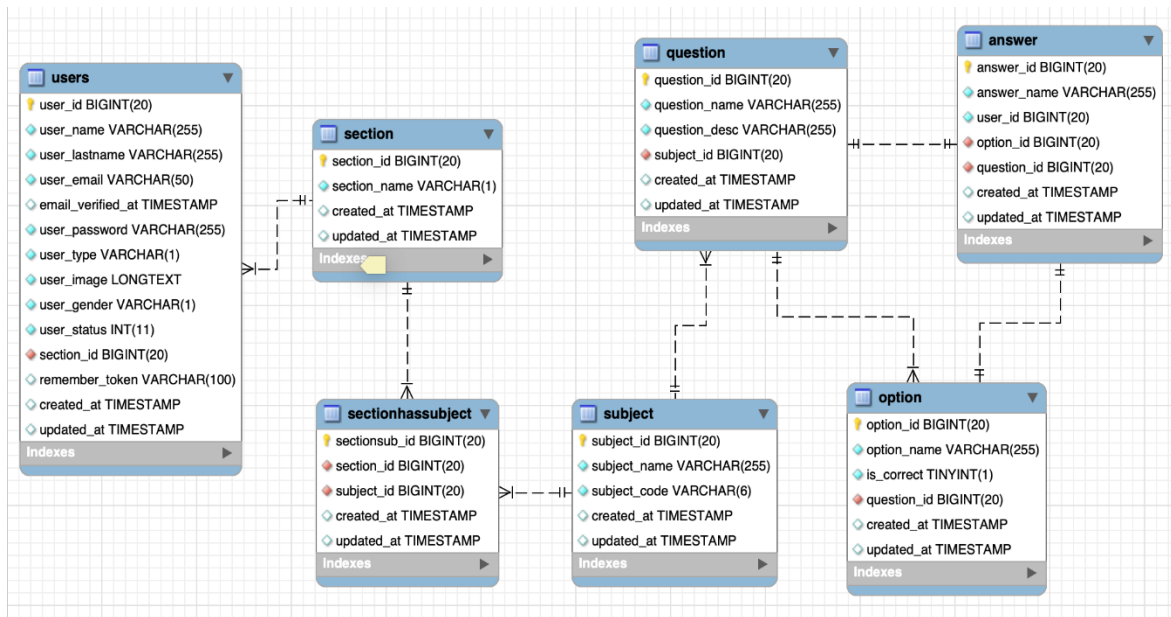 users
user_id BIGINT(20)
user_name VARCHAR(255)
user_lastname VARCHAR(255)
user_email VARCHAR(50)
email_verified_at TIMESTAMP
user_password VARCHAR(255)
user_type VARCHAR(1)
user_image LONGTEXT
user_gender VARCHAR(1)
user_status INT(11)
section_id BIGINT(20)
remember_token VARCHAR(100)
created_at TIMESTAMP
updated_at TIMESTAMP
Indexes
section
section_id BIGINT(20)
section_name VARCHAR(1)
created_at TIMESTAMP
updated_at TIMESTAMP
Indexes
sectionhassubject
sectionsub_id BIGINT(20)
section_id BIGINT(20)
subject_id BIGINT(20)
created_at TIMESTAMP
updated_at TIMESTAMP
Indexes
subject
subject_id BIGINT(20)
subject_name VARCHAR(255)
subject_code VARCHAR(6)
created_at TIMESTAMP
updated_at TIMESTAMP
Indexes
question
question_id BIGINT(20)
question_name VARCHAR(255)
question_desc VARCHAR(255)
subject_id BIGINT(20)
created_at TIMESTAMP
updated_at TIMESTAMP
Indexes
answer
answer_id BIGINT(20)
answer_name VARCHAR(255)
user_id BIGINT(20)
option_id BIGINT(20)
question_id BIGINT(20)
created_at TIMESTAMP
updated_at TIMESTAMP
Indexes
option
option_id BIGINT(20)
option_name VARCHAR(255)
is_correct TINYINT(1)
question_id BIGINT(20)
created_at TIMESTAMP
updated_at TIMESTAMP
Indexes